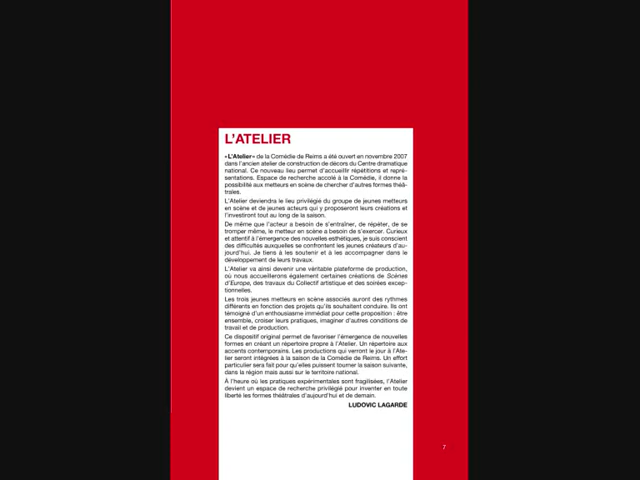 L'ATELIER
« L'Atelier » de la Comédie de Reims a été ouvert en novembre 2007
dans l'ancien atelier de construction de décors du Centre dramatique
national. Ce nouveau lieu permet d'accueillir répétitions et repré-
sentations. Espace de recherche accolé à la Comédie, il donne la
possibilité aux metteurs en scène de chercher d'autres formes théâ-
trales.
L'Atelier deviendra le lieu privilégié du groupe de jeunes metteurs
en scène et de jeunes acteurs qui y proposeront leurs créations et
l'investiront tout au long de la saison.
De même que l'acteur a besoin de s'entraîner, de répéter, de se
tromper même, le metteur en scène a besoin de s'exercer. Curieux
et attentif à l'émergence des nouvelles esthétiques, je suis conscient
des difficultés auxquelles se confrontent les jeunes créateurs d'au-
jourd'hui. Je tiens à les soutenir et à les accompagner dans le
développement de leurs travaux.
L'Atelier va ainsi devenir une véritable plateforme de production,
où nous accueillerons également certaines créations de Scènes
d'Europe, des travaux du Collectif artistique et des soirées excep-
tionnelles.
Les trois jeunes metteurs en scène associés auront des rythmes
différents en fonction des projets qu'ils souhaitent conduire. Ils ont
témoigné d'un enthousiasme immédiat pour cette proposition : être
ensemble, croiser leurs pratiques, imaginer d'autres conditions de
travail et de production.
Ce dispositif original permet de favoriser l'émergence de nouvelles
formes en créant un répertoire propre à l'Atelier. Un répertoire aux
accents contemporains. Les productions qui verront le jour à l'Ate-
lier seront intégrées à la saison de la Comédie de Reims. Un effort
particulier sera fait pour qu'elles puissent tourner la saison suivante,
dans la région mais aussi sur le territoire national.
À l'heure où les pratiques expérimentales sont fragilisées, l'Atelier
devient un espace de recherche privilégié pour inventer en toute
liberté les formes théâtrales d'aujourd'hui et de demain.
LUDOVIC LAGARDE
7